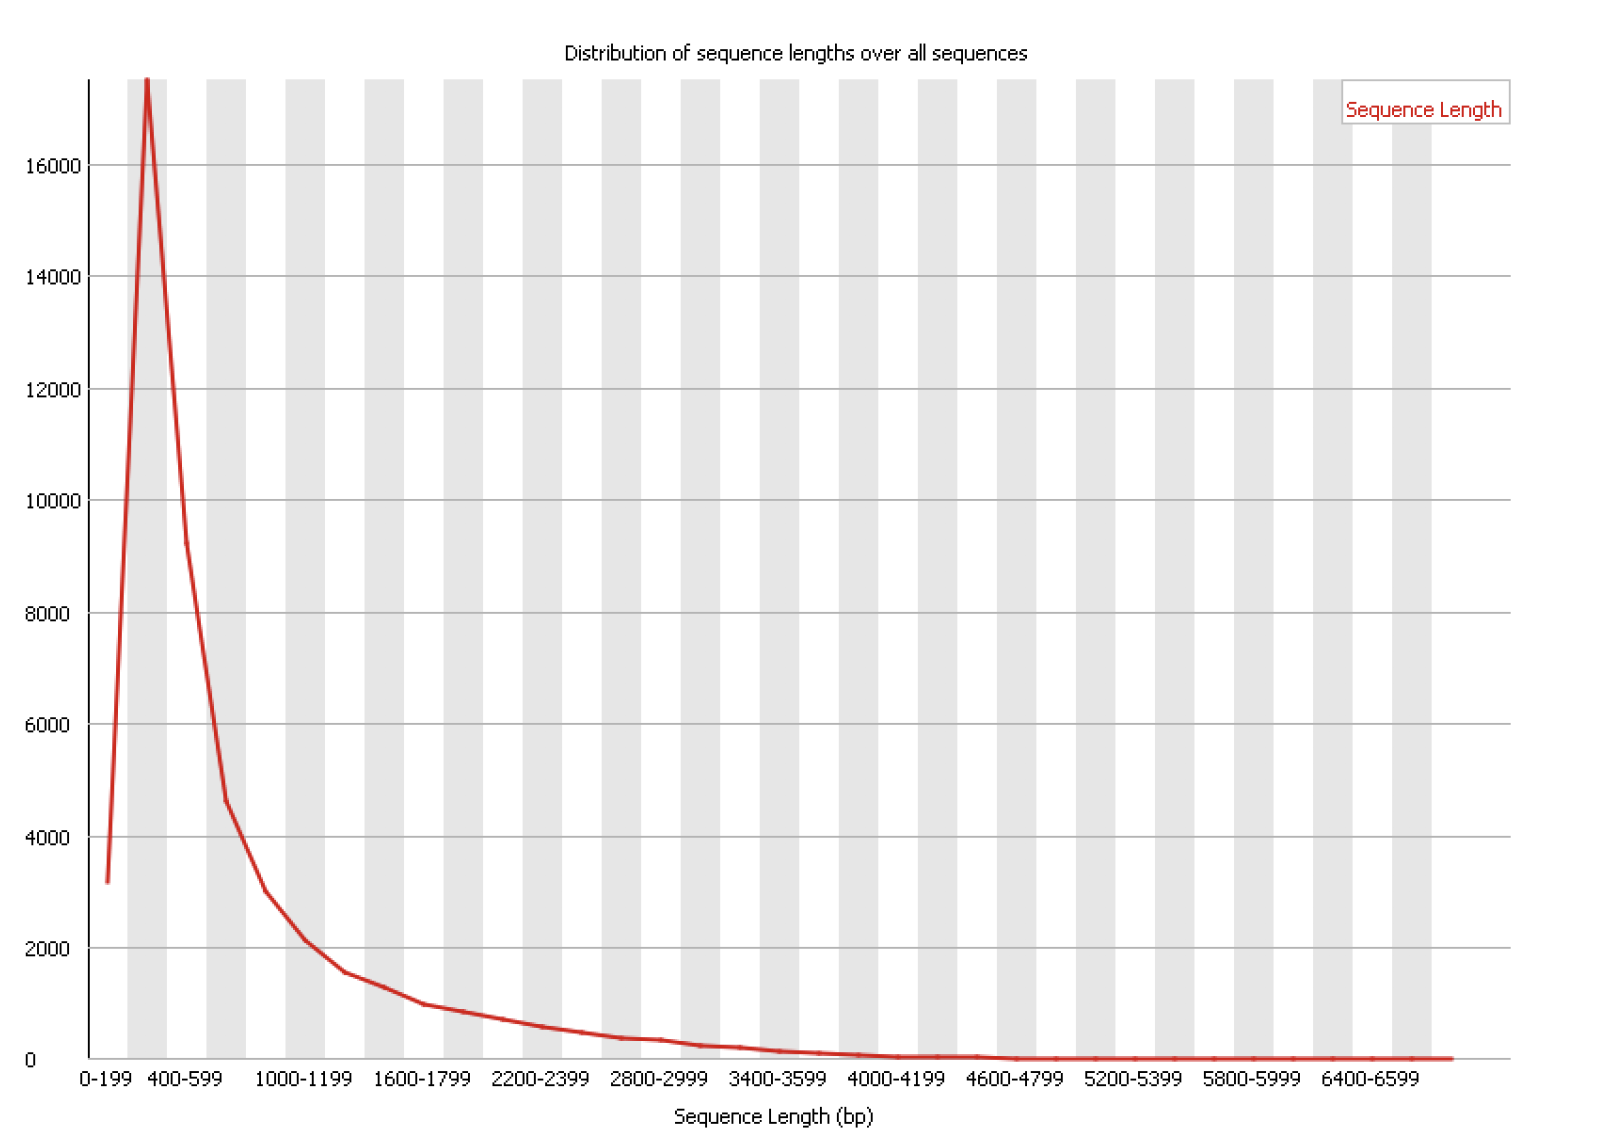 Distribution of sequence lengths over all sequences
Sequence Length
16000
14000
12000
10000
8000
6000
4000
2000
0
0-199 400-599 1000-1199 1600-1799 2200-2399 2800-2999 3400-3599 4000-4199 4600-4799 5200-5399 5800-5999 6400-6599
Sequence Length (bp)